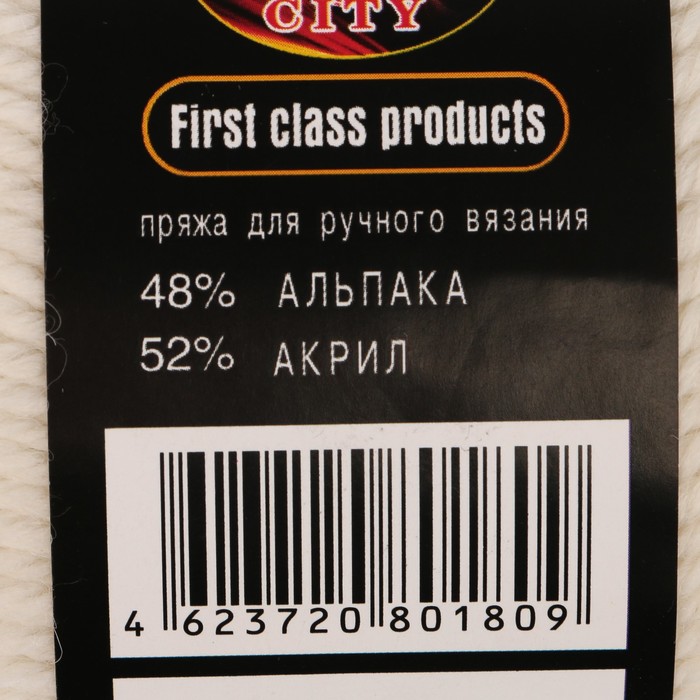 CITY
First class products
пряжа для ручного вязания
48% АЛЬПАКА
52% АКРИЛ
4 623720 801809